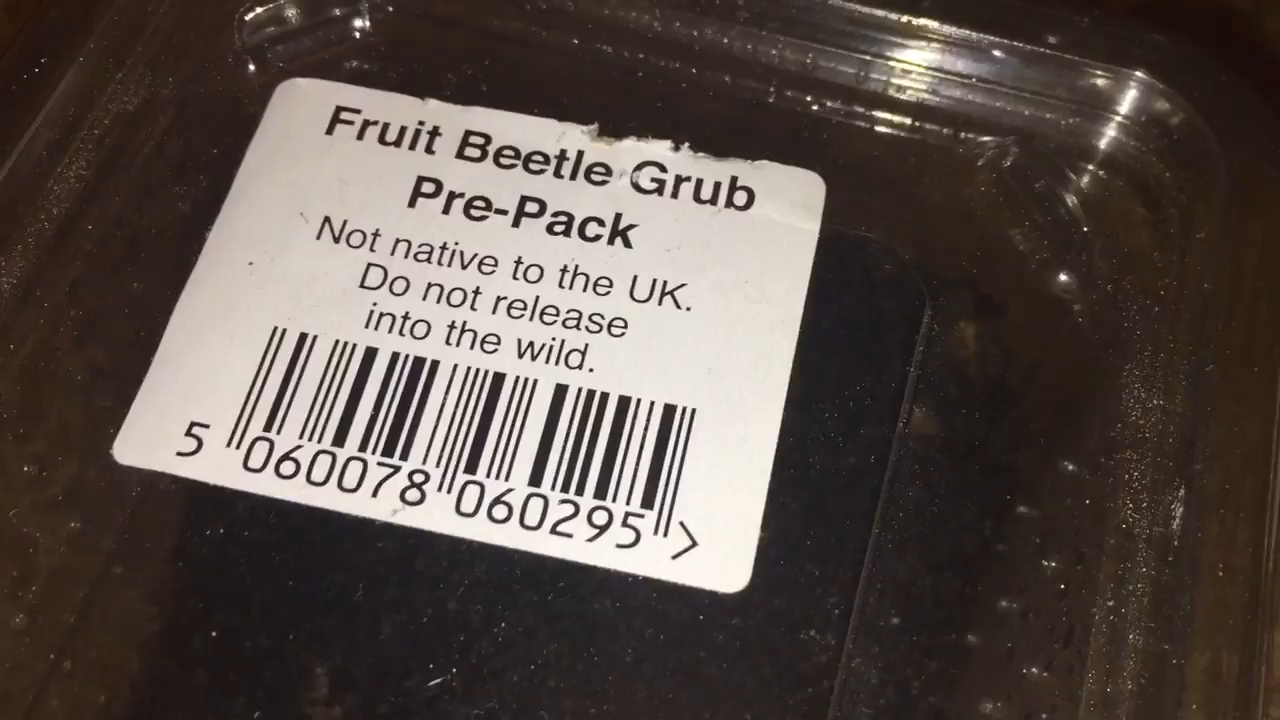 Fruit Beetle Grub
Pre-Pack
Not native to the UK.
Do not release
into the wild.
5 060078 060295 >